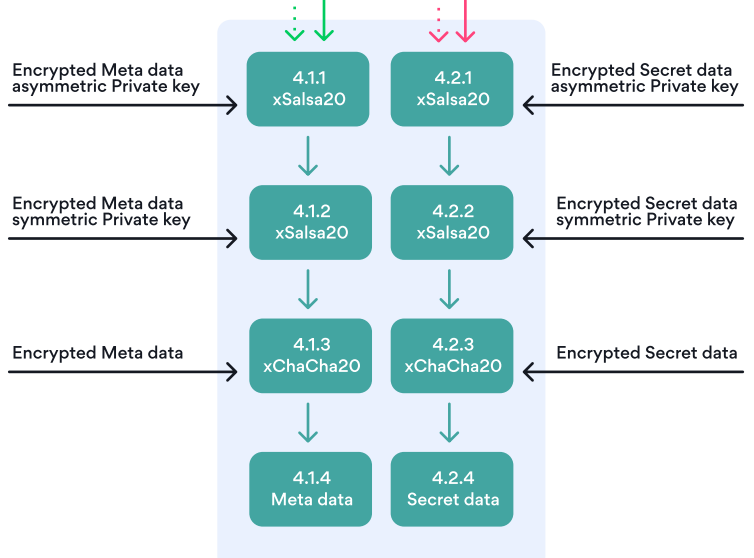 Encrypted Meta data
asymmetric Private key
4.1.1
xSalsa20
4.2.1
xSalsa20
Encrypted Secret data
asymmetric Private key
Encrypted Meta data
symmetric Private key
4.1.2
xSalsa20
4.2.2
xSalsa20
Encrypted Secret data
symmetric Private key
Encrypted Meta data
4.1.3
xChaCha20
4.2.3
xChaCha20
Encrypted Secret data
4.1.4
Meta data
4.2.4
Secret data